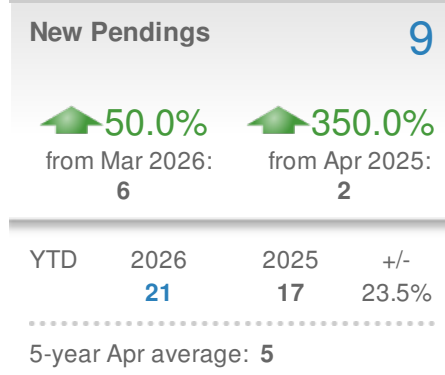 New Pendings 9
50.0% 350.0%
from Mar 2026: from Apr 2025:
6 2
YTD 2026 2025 +/-
21 17 23.5%
5-year Apr average: 5